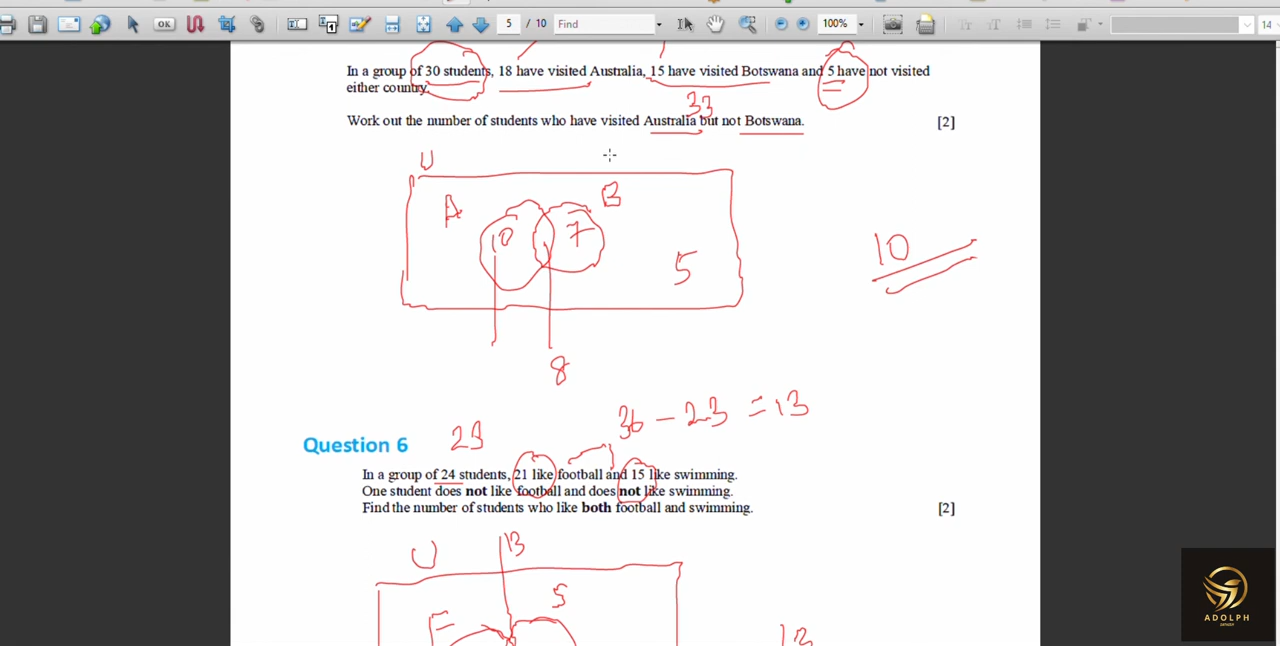 OK
5 / 10
Find
100%
14
In a group of 30 students, 18 have visited Australia, 15 have visited Botswana and 5 have not visited
either country.
33
Work out the number of students who have visited Australia but not Botswana. [2]
U
A
B
10
7
5
10
8
36 - 23 = 13
Question 6
23
In a group of 24 students, 21 like football and 15 like swimming.
One student does not like football and does not like swimming.
Find the number of students who like both football and swimming. [2]
U
13
S
F
13
ADOLPH